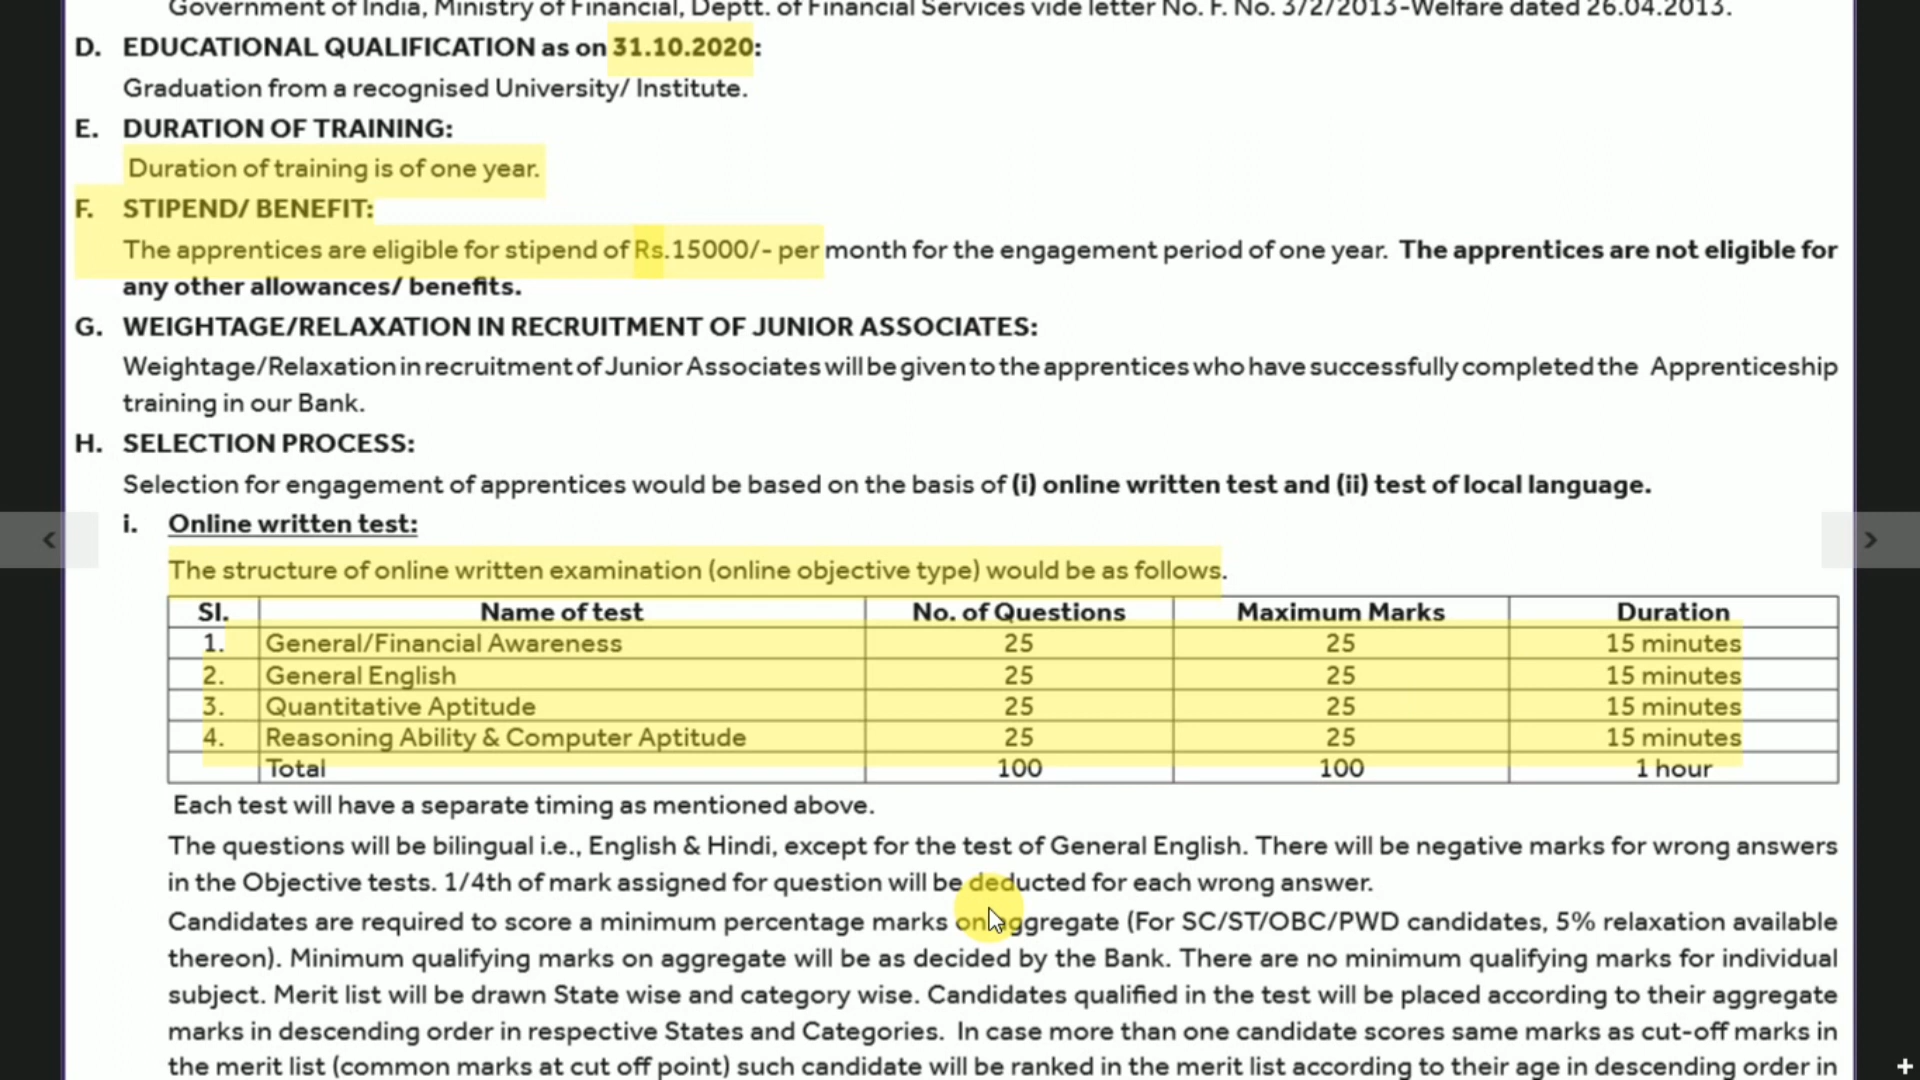 Government of India, Ministry of Financial, Deptt. of Financial Services vide letter No. F. No. 3/2/2013-Welfare dated 26.04.2013.
D. EDUCATIONAL QUALIFICATION as on 31.10.2020:
Graduation from a recognised University/ Institute.
E. DURATION OF TRAINING:
Duration of training is of one year.
F. STIPEND/ BENEFIT:
The apprentices are eligible for stipend of Rs.15000/- per month for the engagement period of one year. The apprentices are not eligible for
any other allowances/ benefits.
G. WEIGHTAGE/RELAXATION IN RECRUITMENT OF JUNIOR ASSOCIATES:
Weightage/Relaxation in recruitment of Junior Associates will be given to the apprentices who have successfully completed the Apprenticeship
training in our Bank.
H. SELECTION PROCESS:
Selection for engagement of apprentices would be based on the basis of (i) online written test and (ii) test of local language.
i. Online written test:
The structure of online written examination (online objective type) would be as follows.
Sl. Name of test No. of Questions Maximum Marks Duration
1. General/Financial Awareness 25 25 15 minutes
2. General English 25 25 15 minutes
3. Quantitative Aptitude 25 25 15 minutes
4. Reasoning Ability & Computer Aptitude 25 25 15 minutes
Total 100 100 1 hour
Each test will have a separate timing as mentioned above.
The questions will be bilingual i.e., English & Hindi, except for the test of General English. There will be negative marks for wrong answers
in the Objective tests. 1/4th of mark assigned for question will be deducted for each wrong answer.
Candidates are required to score a minimum percentage marks on aggregate (For SC/ST/OBC/PWD candidates, 5% relaxation available
thereon). Minimum qualifying marks on aggregate will be as decided by the Bank. There are no minimum qualifying marks for individual
subject. Merit list will be drawn State wise and category wise. Candidates qualified in the test will be placed according to their aggregate
marks in descending order in respective States and Categories. In case more than one candidate scores same marks as cut-off marks in
the merit list (common marks at cut off point) such candidate will be ranked in the merit list according to their age in descending order in